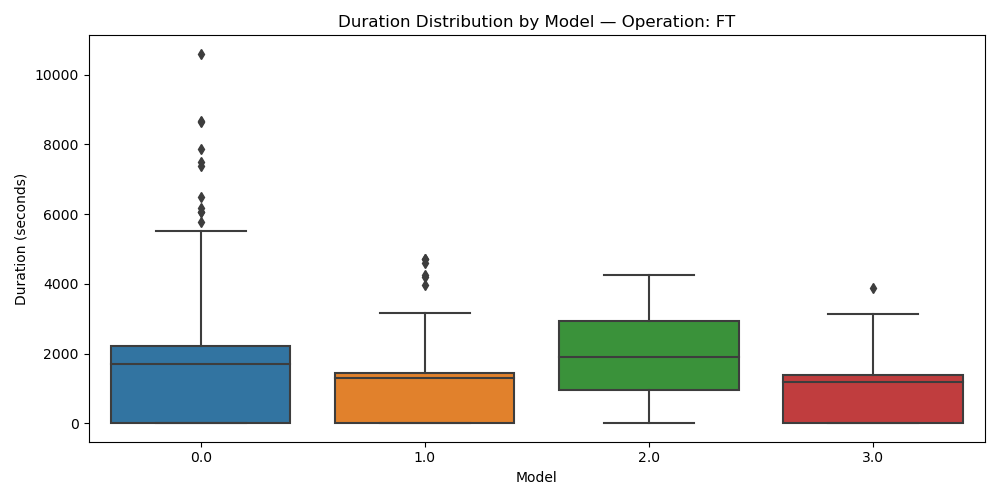 Duration Distribution by Model — Operation: FT
Duration (seconds)
10000
8000
6000
4000
2000
0
0.0 1.0 2.0 3.0
Model